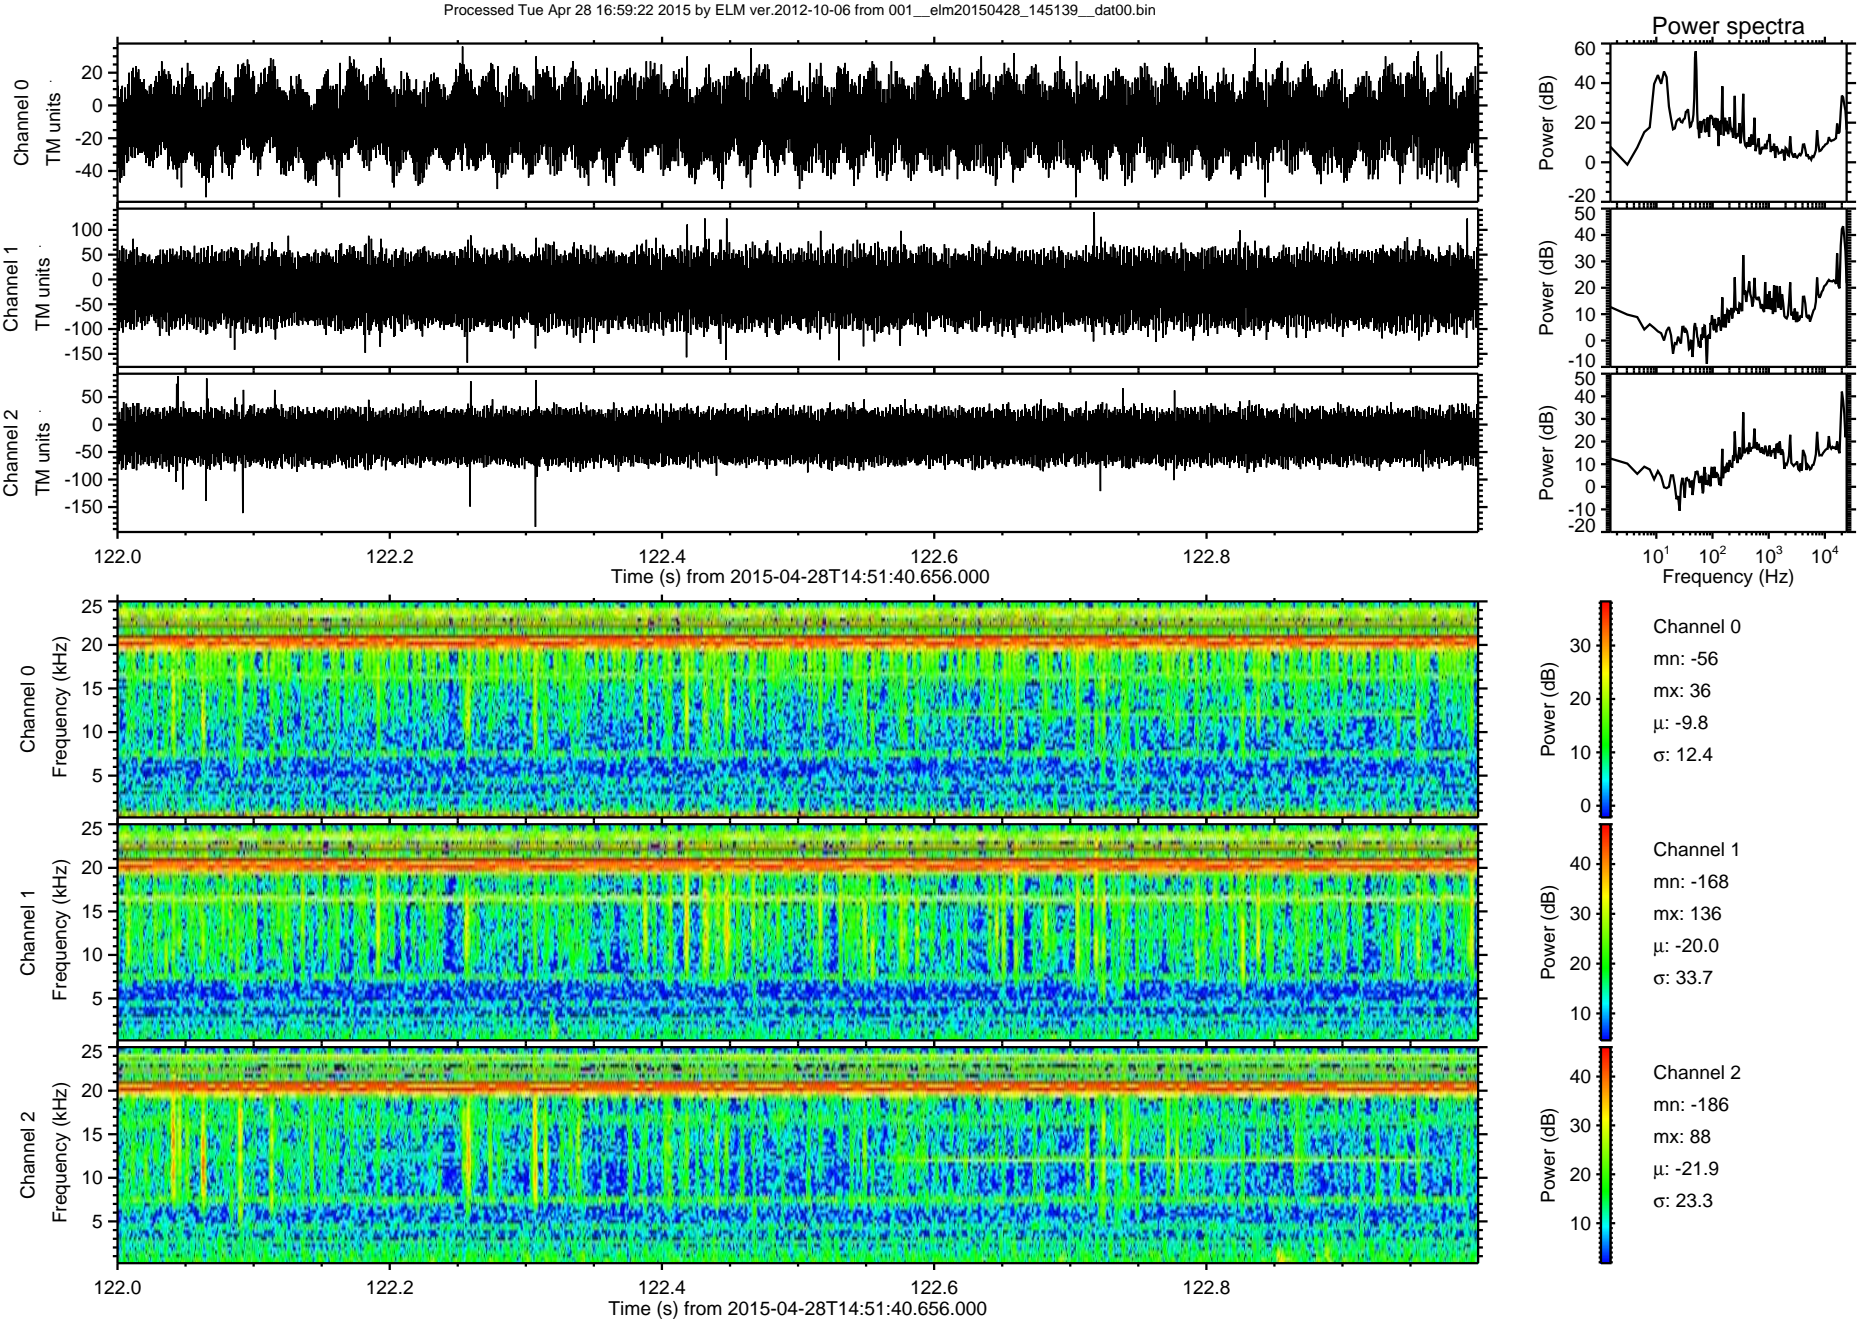 Processed Tue Apr 28 16:59:22 2015 by ELM ver.2012-10-06 from 001__elm20150428_145139__dat00.bin
Power spectra
Channel 0
TM units
20
0
-20
-40
Power (dB)
60
40
20
0
-20
Channel 1
TM units
100
50
0
-50
-100
-150
Power (dB)
50
40
30
20
10
0
-10
Channel 2
TM units
50
0
-50
-100
-150
Power (dB)
50
40
30
20
10
0
-10
-20
122.0 122.2 122.4 122.6 122.8
Time (s) from 2015-04-28T14:51:40.656.000
10^1 10^2 10^3 10^4
Frequency (Hz)
Channel 0
Frequency (kHz)
25
20
15
10
5
Power (dB)
30
20
10
0
Channel 0
mn: -56
mx: 36
μ: -9.8
σ: 12.4
Channel 1
Frequency (kHz)
25
20
15
10
5
Power (dB)
40
30
20
10
Channel 1
mn: -168
mx: 136
μ: -20.0
σ: 33.7
Channel 2
Frequency (kHz)
25
20
15
10
5
Power (dB)
40
30
20
10
Channel 2
mn: -186
mx: 88
μ: -21.9
σ: 23.3
122.0 122.2 122.4 122.6 122.8
Time (s) from 2015-04-28T14:51:40.656.000